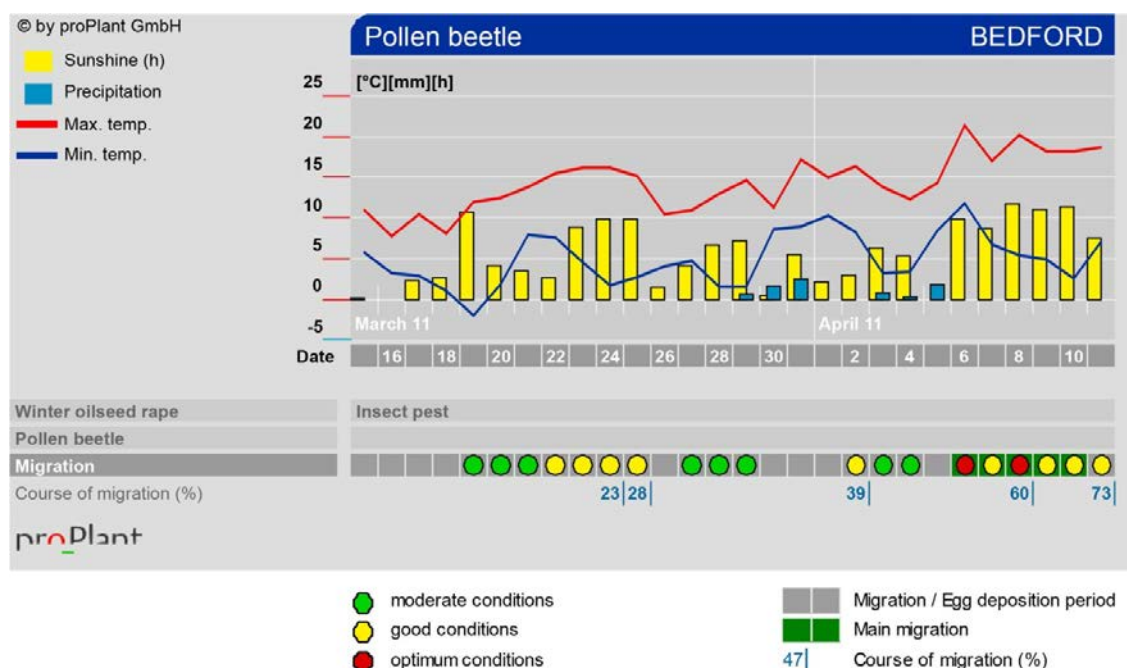 © by proPlant GmbH
Pollen beetle BEDFORD
Sunshine (h)
Precipitation
Max. temp.
Min. temp.
[°C][mm][h]
25
20
15
10
5
0
-5
March 11 April 11
Date 16 18 20 22 24 26 28 30 2 4 6 8 10
Winter oilseed rape Insect pest
Pollen beetle
Migration
Course of migration (%) 23 28 39 60 73
proPlant
moderate conditions Migration / Egg deposition period
good conditions Main migration
optimum conditions 47 Course of migration (%)